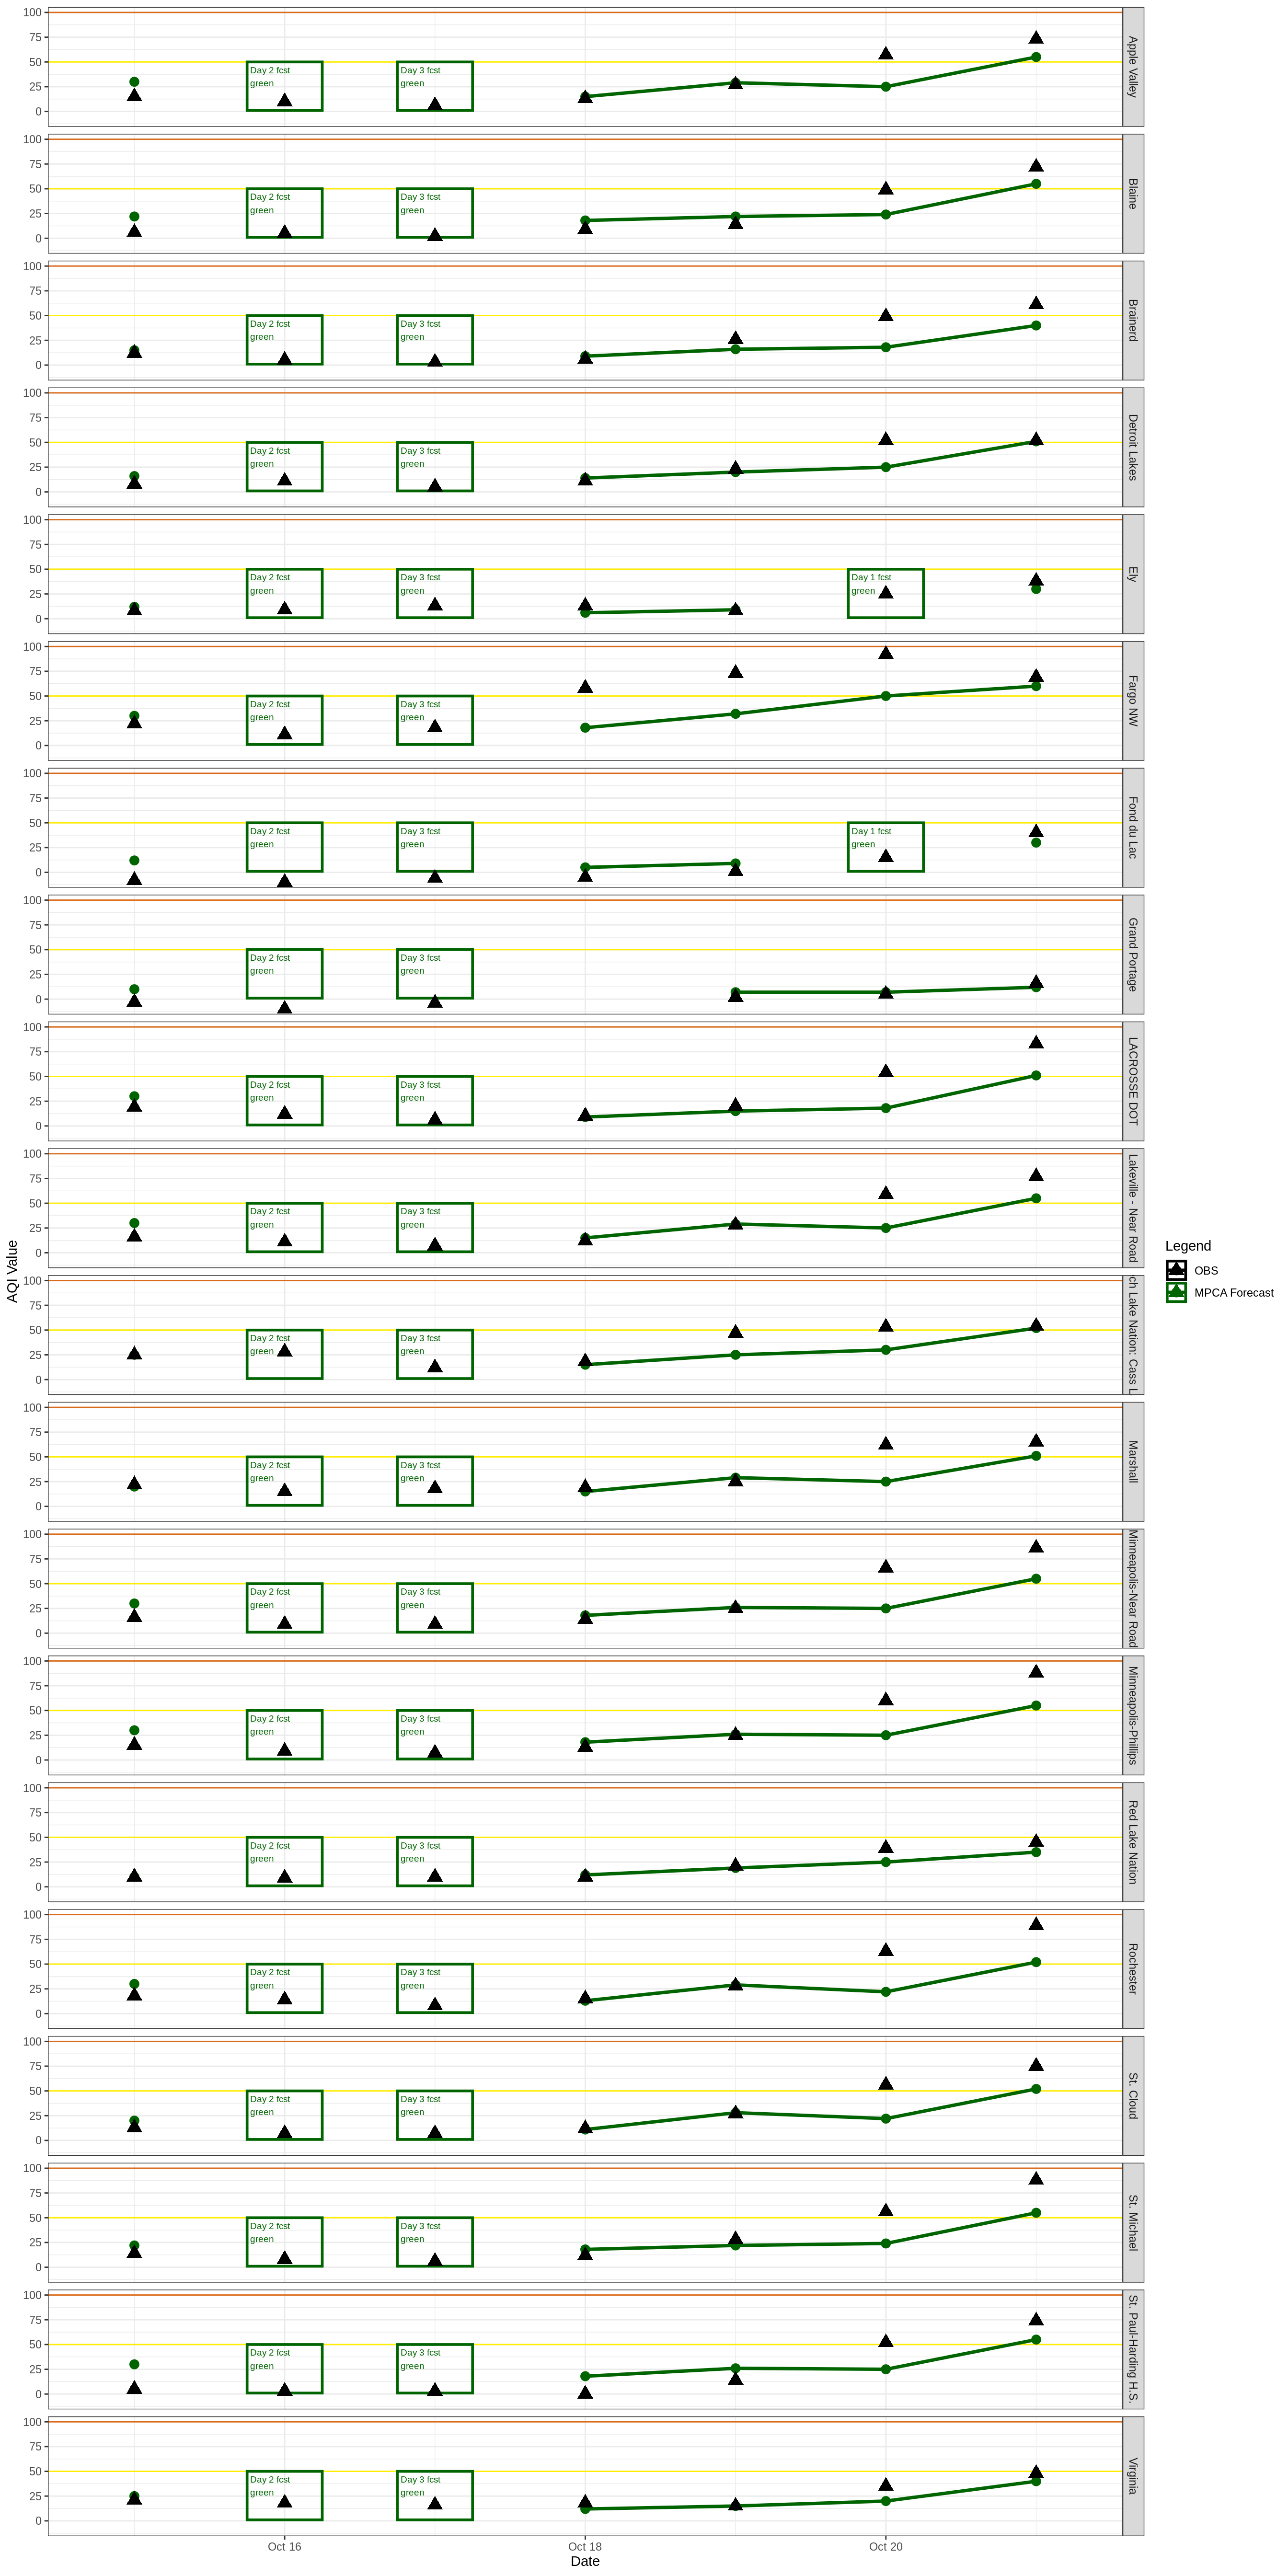 100
75
50
25
0
Day 2 fcst
green
Day 3 fcst
green
Apple Valley
100
75
50
25
0
Day 2 fcst
green
Day 3 fcst
green
Blaine
100
75
50
25
0
Day 2 fcst
green
Day 3 fcst
green
Brainerd
100
75
50
25
0
Day 2 fcst
green
Day 3 fcst
green
Detroit Lakes
100
75
50
25
0
Day 2 fcst
green
Day 3 fcst
green
Day 1 fcst
green
Ely
100
75
50
25
0
Day 2 fcst
green
Day 3 fcst
green
Fargo NW
100
75
50
25
0
Day 2 fcst
green
Day 3 fcst
green
Day 1 fcst
green
Fond du Lac
100
75
50
25
0
Day 2 fcst
green
Day 3 fcst
green
Grand Portage
100
75
50
25
0
Day 2 fcst
green
Day 3 fcst
green
LACROSSE DOT
100
75
50
25
0
Day 2 fcst
green
Day 3 fcst
green
Lakeville - Near Road
100
75
50
25
0
Day 2 fcst
green
Day 3 fcst
green
ch Lake Nation: Cass L
100
75
50
25
0
Day 2 fcst
green
Day 3 fcst
green
Marshall
100
75
50
25
0
Day 2 fcst
green
Day 3 fcst
green
Minneapolis-Near Road
100
75
50
25
0
Day 2 fcst
green
Day 3 fcst
green
Minneapolis-Phillips
100
75
50
25
0
Day 2 fcst
green
Day 3 fcst
green
Red Lake Nation
100
75
50
25
0
Day 2 fcst
green
Day 3 fcst
green
Rochester
100
75
50
25
0
Day 2 fcst
green
Day 3 fcst
green
St. Cloud
100
75
50
25
0
Day 2 fcst
green
Day 3 fcst
green
St. Michael
100
75
50
25
0
Day 2 fcst
green
Day 3 fcst
green
St. Paul-Harding H.S.
100
75
50
25
0
Day 2 fcst
green
Day 3 fcst
green
Virginia
Oct 16
Oct 18
Oct 20
Date
AQI Value
Legend
OBS
MPCA Forecast